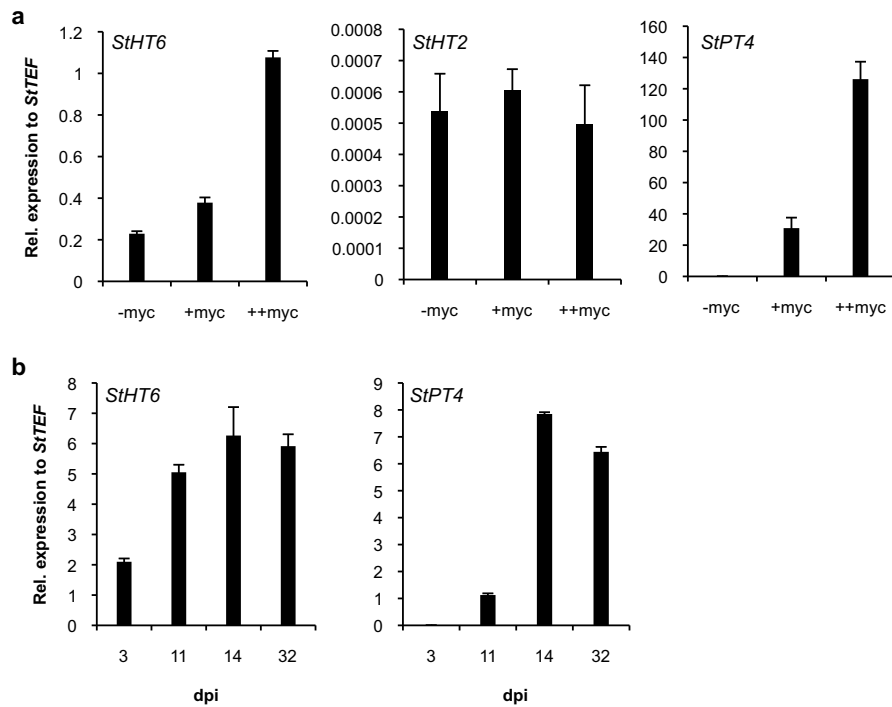 a
Rel. expression to StTEF
StHT6
1.2
1
0.8
0.6
0.4
0.2
0
-myc +myc ++myc
StHT2
0.0008
0.0007
0.0006
0.0005
0.0004
0.0003
0.0002
0.0001
0
-myc +myc ++myc
StPT4
160
140
120
100
80
60
40
20
0
-myc +myc ++myc
b
Rel. expression to StTEF
StHT6
8
7
6
5
4
3
2
1
0
3 11 14 32
dpi
StPT4
9
8
7
6
5
4
3
2
1
0
3 11 14 32
dpi